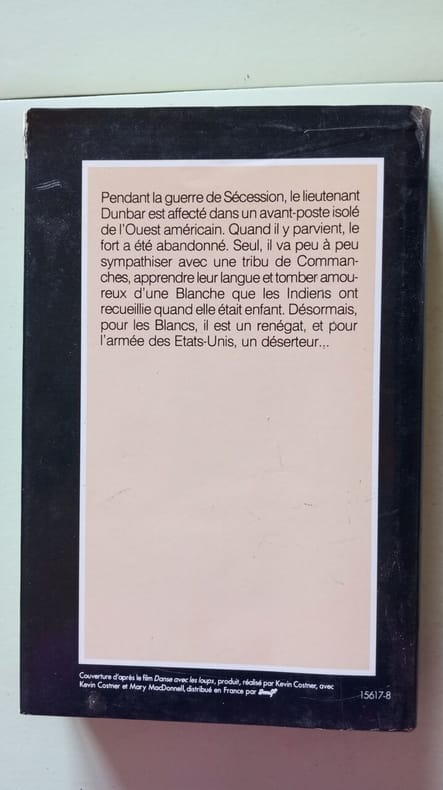 Pendant la guerre de Sécession, le lieutenant
Dunbar est affecté dans un avant-poste isolé
de l'Ouest américain. Quand il y parvient, le
fort a été abandonné. Seul, il va peu à peu
sympathiser avec une tribu de Comman-
ches, apprendre leur langue et tomber amou-
reux d'une Blanche que les Indiens ont
recueillie quand elle était enfant. Désormais,
pour les Blancs, il est un renégat, et pour
l'armée des Etats-Unis, un déserteur...
Couverture d'après le film Danse avec les loups, produit, réalisé par Kevin Costner, avec
Kevin Costner et Mary MacDonnell, distribué en France par
15617-8